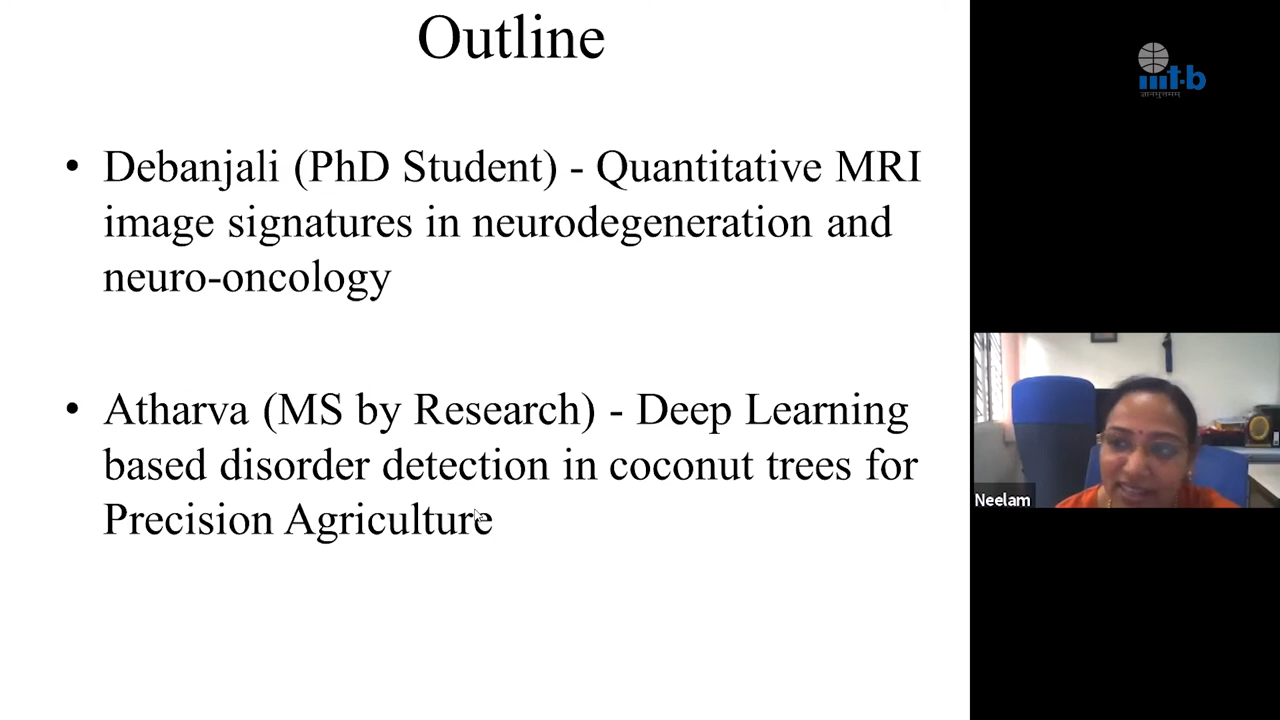 Outline
• Debanjali (PhD Student) - Quantitative MRI
image signatures in neurodegeneration and
neuro-oncology
• Atharva (MS by Research) - Deep Learning
based disorder detection in coconut trees for
Precision Agriculture
iiit-b
ज्ञानमुत्तमम्
Neelam